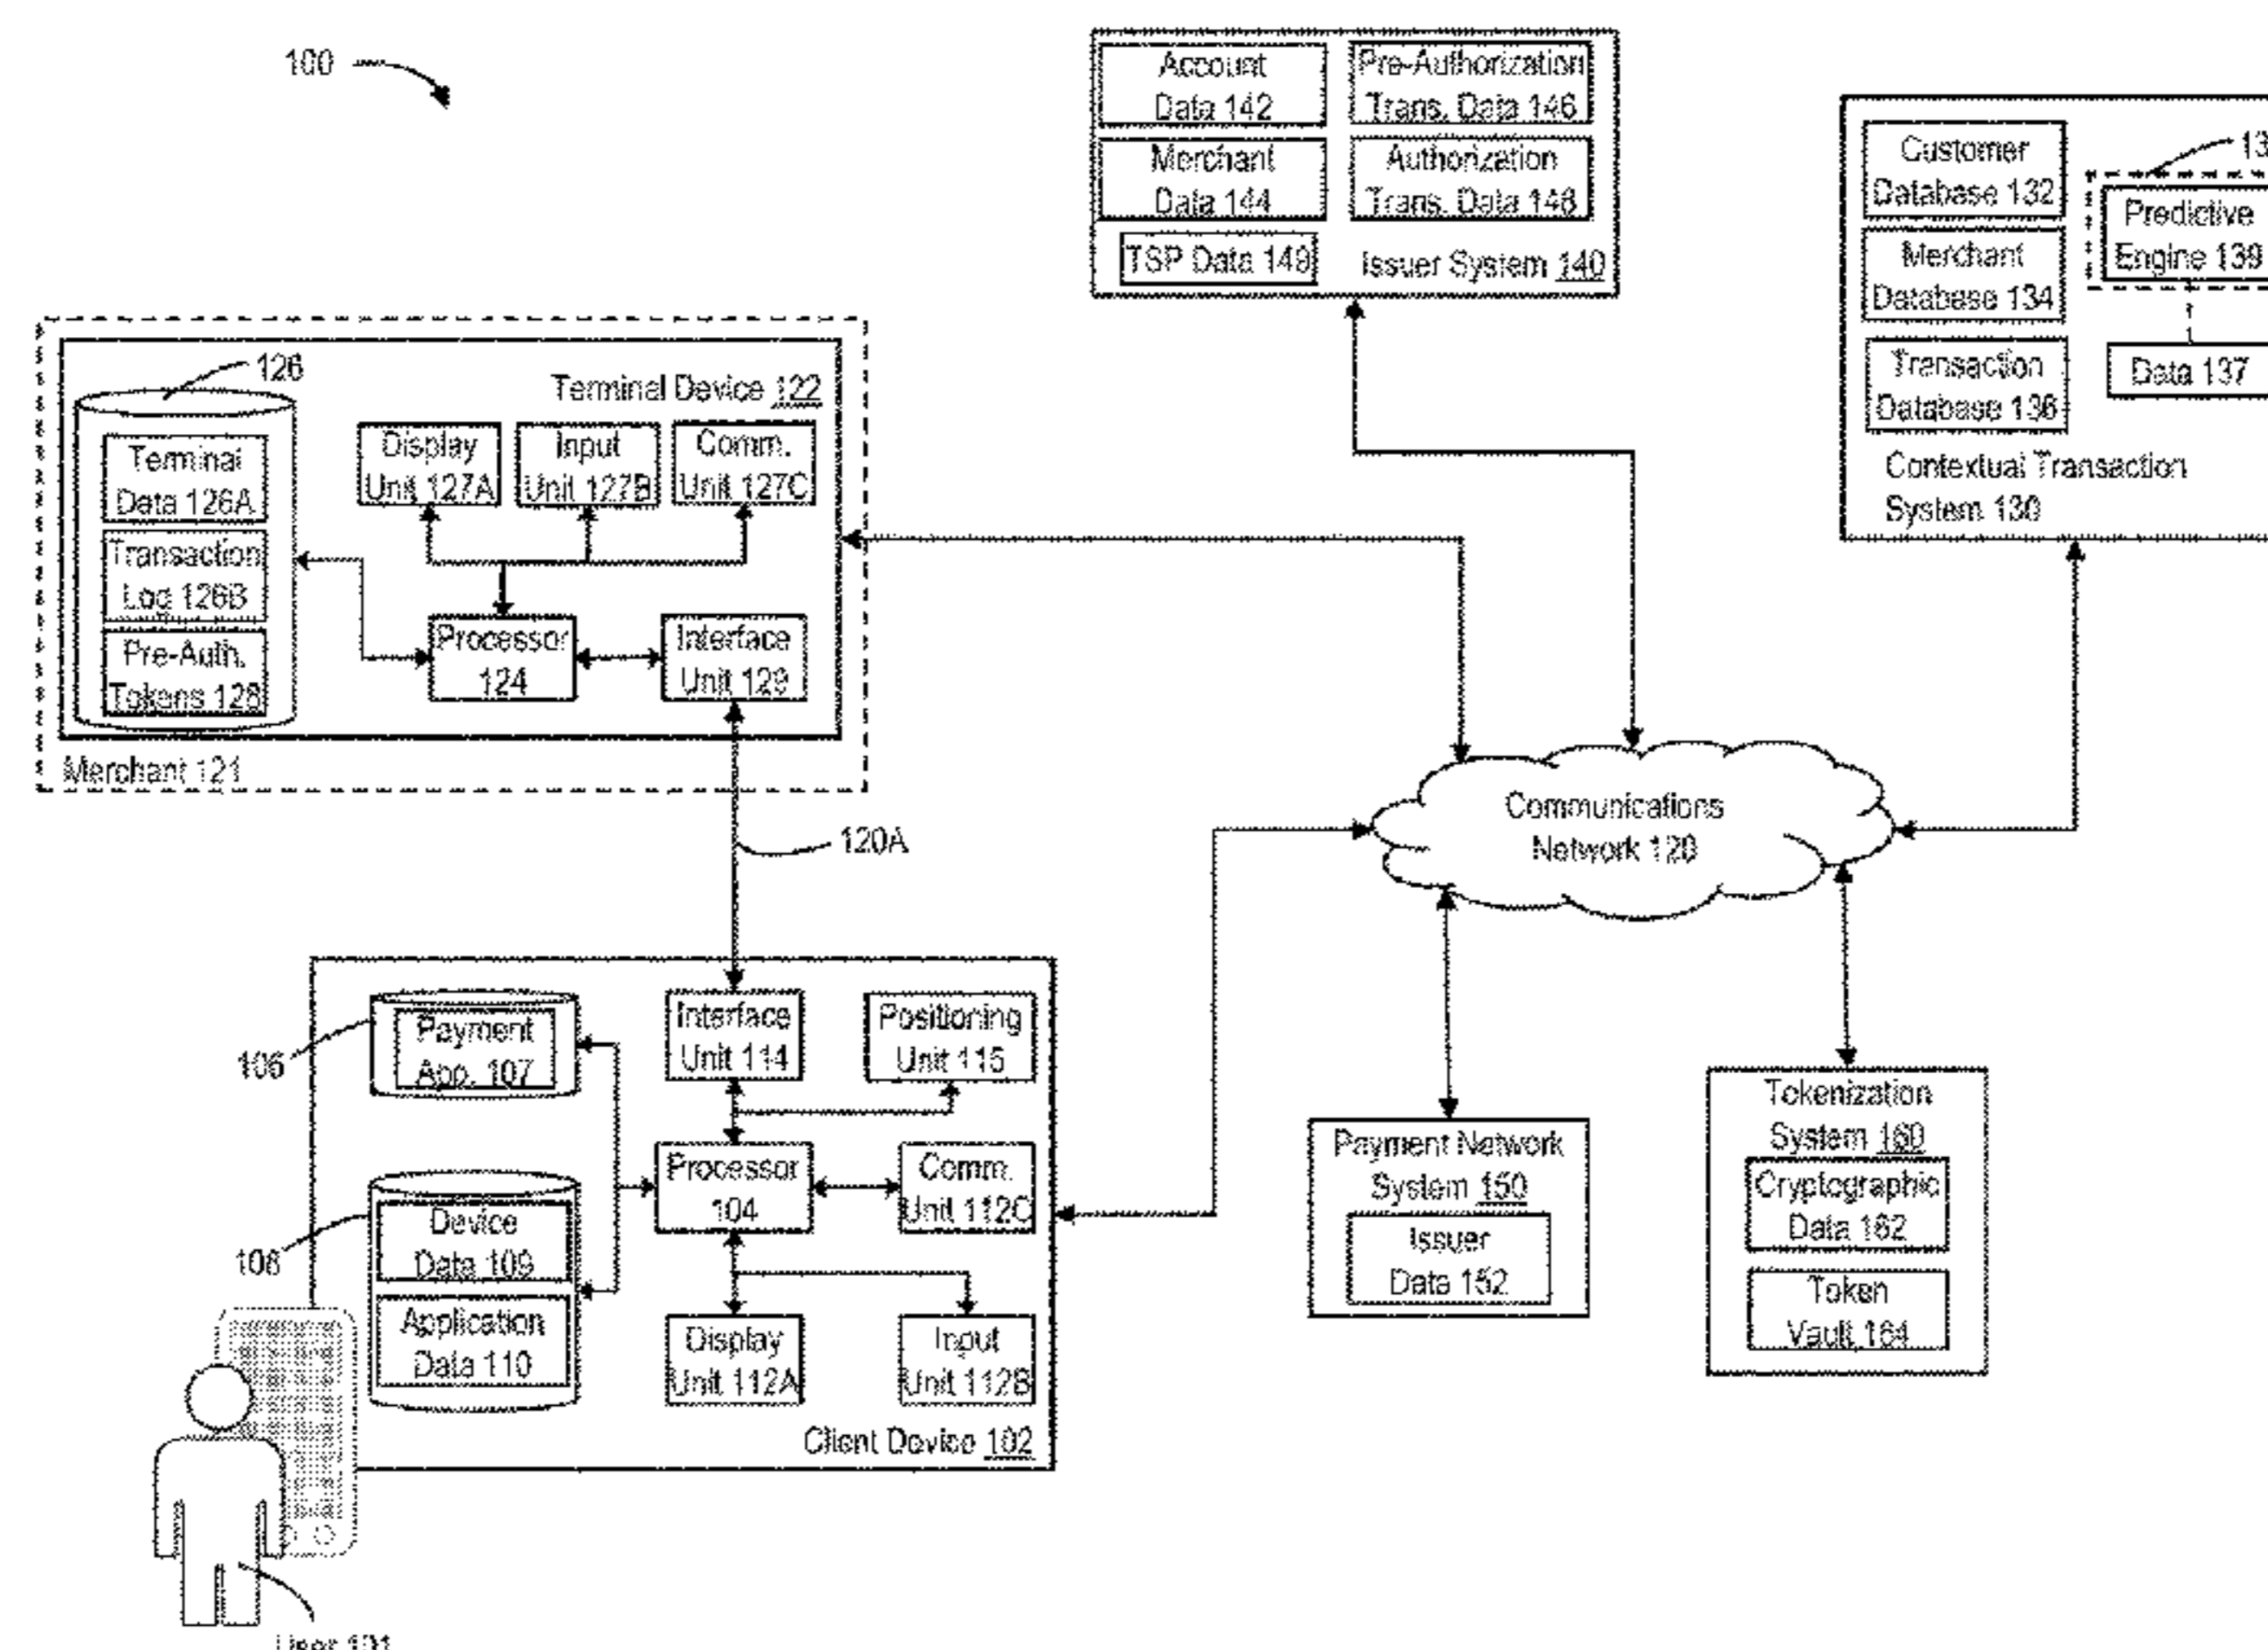 100
Account
Data 142
Pre-Authorization
Trans. Data 146
Merchant
Data 144
Authorization
Trans. Data 148
TSP Data 149
Issuer System 140
Customer
Database 132
Merchant
Database 134
Transaction
Database 136
Predictive
Engine 139
Data 137
Contextual Transaction
System 130
126
Terminal Device 122
Terminal
Data 126A
Transaction
Log 126B
Pre-Auth.
Tokens 128
Display
Unit 127A
Input
Unit 127B
Comm.
Unit 127C
Processor
124
Interface
Unit 129
Merchant 121
120A
Communications
Network 120
106
Payment
App. 107
Interface
Unit 114
Positioning
Unit 115
Processor
104
Comm.
Unit 112C
108
Device
Data 109
Application
Data 110
Display
Unit 112A
Input
Unit 112B
Client Device 102
Payment Network
System 150
Issuer
Data 152
Tokenization
System 160
Cryptographic
Data 162
Token
Vault 164
User 101